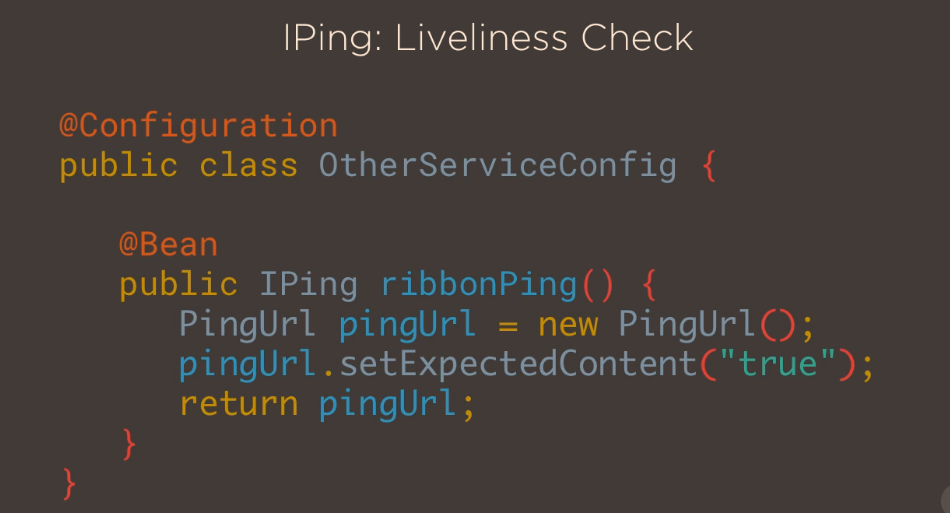 IPing: Liveliness Check
@Configuration
public class OtherServiceConfig {
@Bean
public IPing ribbonPing() {
PingUrl pingUrl = new PingUrl();
pingUrl.setExpectedContent("true");
return pingUrl;
}
}